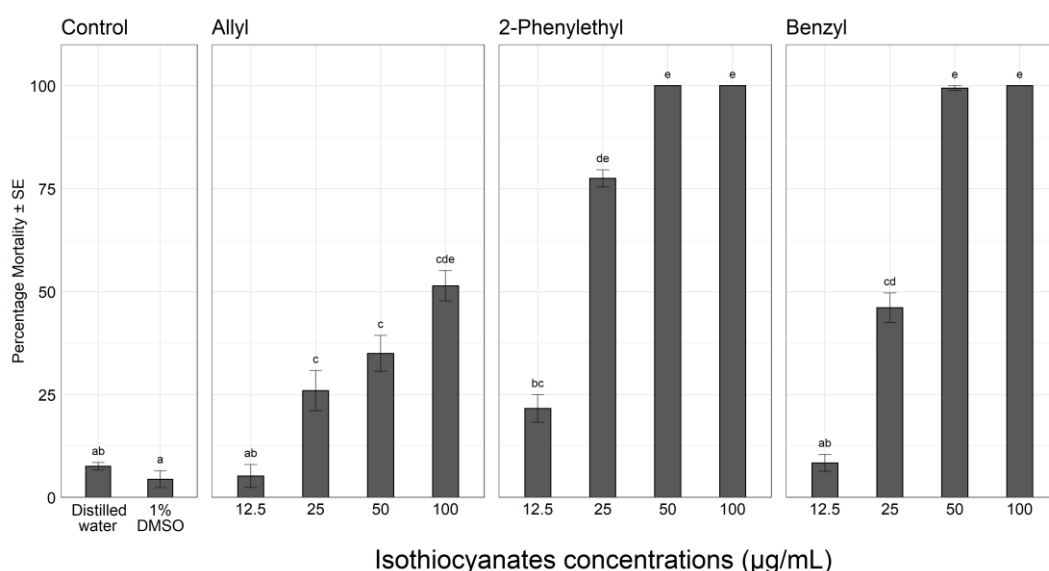 Control
Allyl
2-Phenylethyl
Benzyl
Percentage Mortality ± SE
100
75
50
25
0
ab
a
ab
c
c
cde
bc
de
e
e
ab
cd
e
e
Distilled
water
1%
DMSO
12.5
25
50
100
12.5
25
50
100
12.5
25
50
100
Isothiocyanates concentrations (µg/mL)